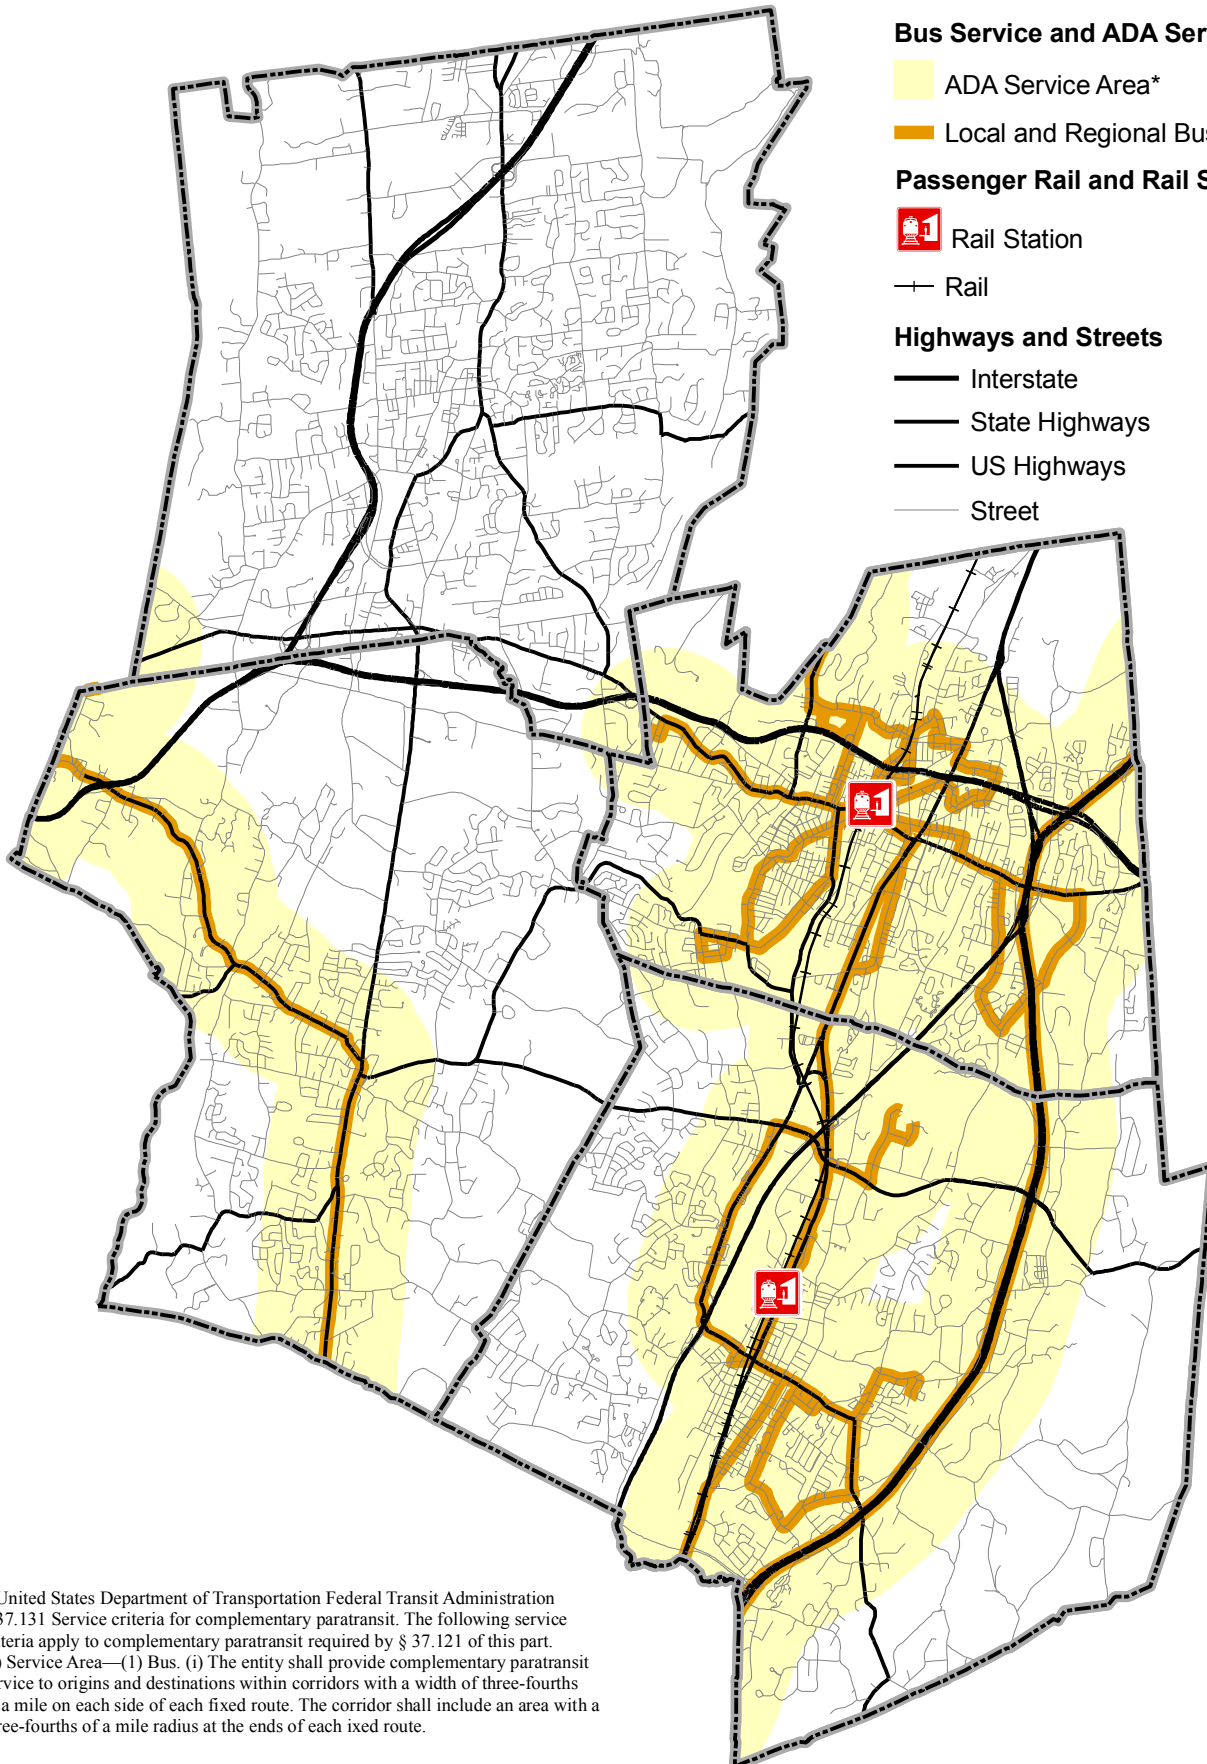 Bus Service and ADA Ser
ADA Service Area*
Local and Regional Bus
Passenger Rail and Rail S
Rail Station
Rail
Highways and Streets
Interstate
State Highways
US Highways
Street
United States Department of Transportation Federal Transit Administration
37.131 Service criteria for complementary paratransit. The following service
teria apply to complementary paratransit required by § 37.121 of this part.
) Service Area—(1) Bus. (i) The entity shall provide complementary paratransit
rvice to origins and destinations within corridors with a width of three-fourths
a mile on each side of each fixed route. The corridor shall include an area with a
ree-fourths of a mile radius at the ends of each ixed route.